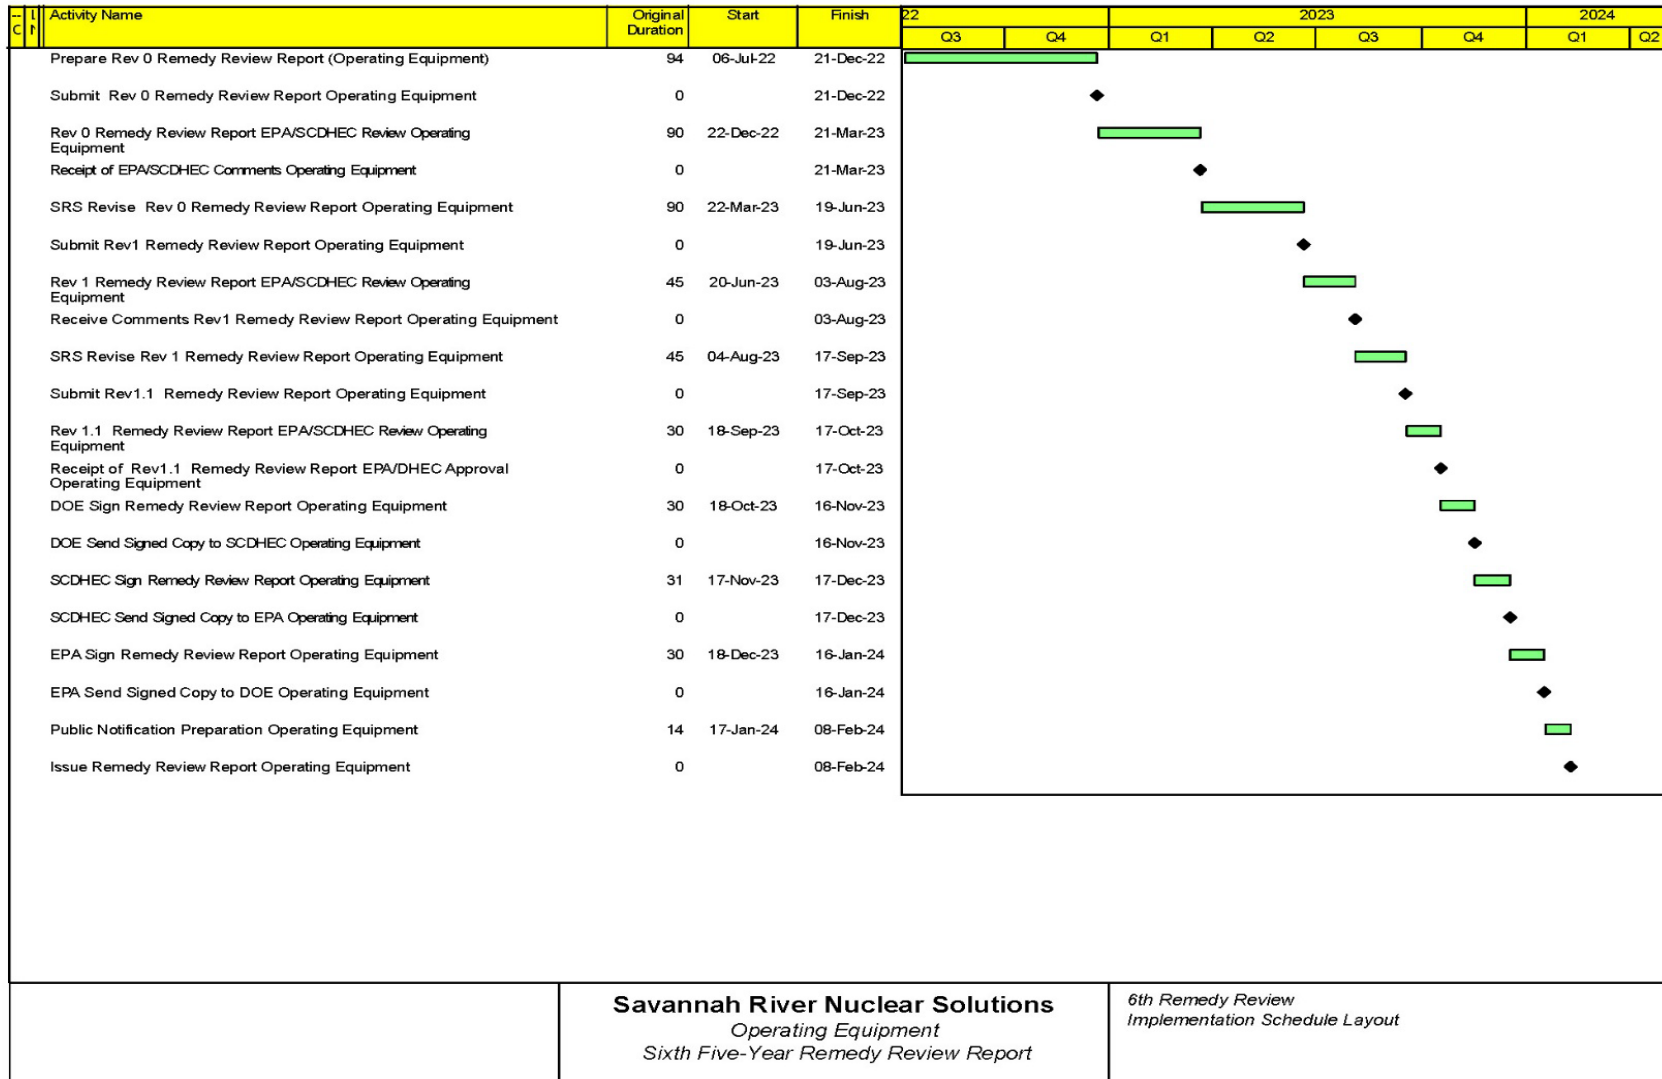 Activity Name Original Duration Start Finish 22 2023 2024
Q3 Q4 Q1 Q2 Q3 Q4 Q1 Q2
Prepare Rev 0 Remedy Review Report (Operating Equipment) 94 06-Jul-22 21-Dec-22
Submit Rev 0 Remedy Review Report Operating Equipment 0 21-Dec-22
Rev 0 Remedy Review Report EPA/SCDHEC Review Operating 90 22-Dec-22 21-Mar-23
Equipment
Receipt of EPA/SCDHEC Comments Operating Equipment 0 21-Mar-23
SRS Revise Rev 0 Remedy Review Report Operating Equipment 90 22-Mar-23 19-Jun-23
Submit Rev1 Remedy Review Report Operating Equipment 0 19-Jun-23
Rev 1 Remedy Review Report EPA/SCDHEC Review Operating 45 20-Jun-23 03-Aug-23
Equipment
Receive Comments Rev1 Remedy Review Report Operating Equipment 0 03-Aug-23
SRS Revise Rev 1 Remedy Review Report Operating Equipment 45 04-Aug-23 17-Sep-23
Submit Rev1.1 Remedy Review Report Operating Equipment 0 17-Sep-23
Rev 1.1 Remedy Review Report EPA/SCDHEC Review Operating 30 18-Sep-23 17-Oct-23
Equipment
Receipt of Rev1.1 Remedy Review Report EPA/DHEC Approval 0 17-Oct-23
Operating Equipment
DOE Sign Remedy Review Report Operating Equipment 30 18-Oct-23 16-Nov-23
DOE Send Signed Copy to SCDHEC Operating Equipment 0 16-Nov-23
SCDHEC Sign Remedy Review Report Operating Equipment 31 17-Nov-23 17-Dec-23
SCDHEC Send Signed Copy to EPA Operating Equipment 0 17-Dec-23
EPA Sign Remedy Review Report Operating Equipment 30 18-Dec-23 16-Jan-24
EPA Send Signed Copy to DOE Operating Equipment 0 16-Jan-24
Public Notification Preparation Operating Equipment 14 17-Jan-24 08-Feb-24
Issue Remedy Review Report Operating Equipment 0 08-Feb-24
Savannah River Nuclear Solutions
Operating Equipment
Sixth Five-Year Remedy Review Report
6th Remedy Review
Implementation Schedule Layout